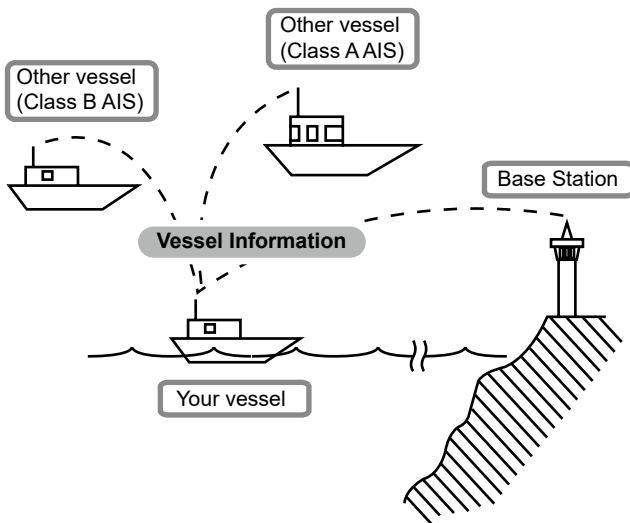 Other vessel
(Class A AIS)
Other vessel
(Class B AIS)
Base Station
Vessel Information
Your vessel